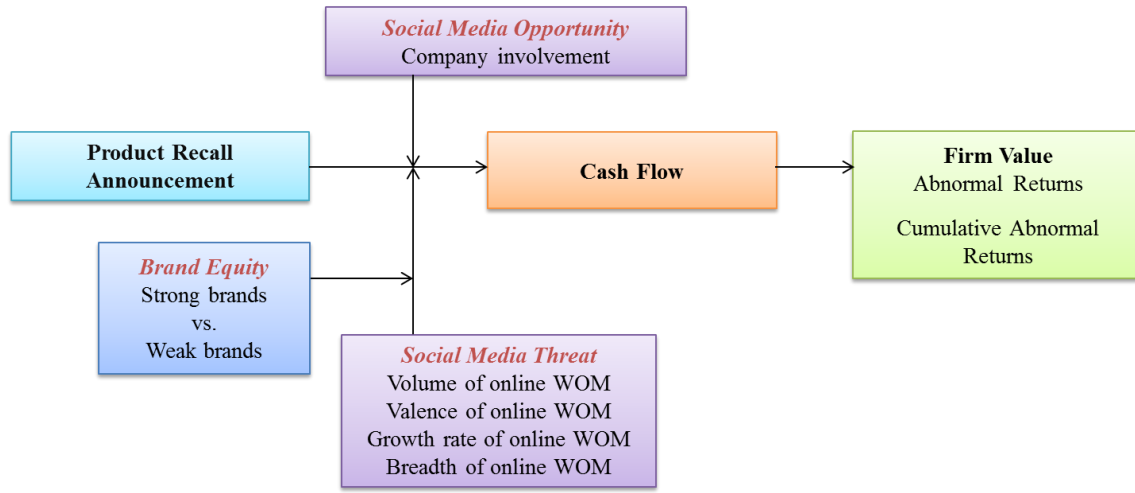 Social Media Opportunity
Company involvement
Product Recall
Announcement
Cash Flow
Firm Value
Abnormal Returns
Cumulative Abnormal
Returns
Brand Equity
Strong brands
vs.
Weak brands
Social Media Threat
Volume of online WOM
Valence of online WOM
Growth rate of online WOM
Breadth of online WOM